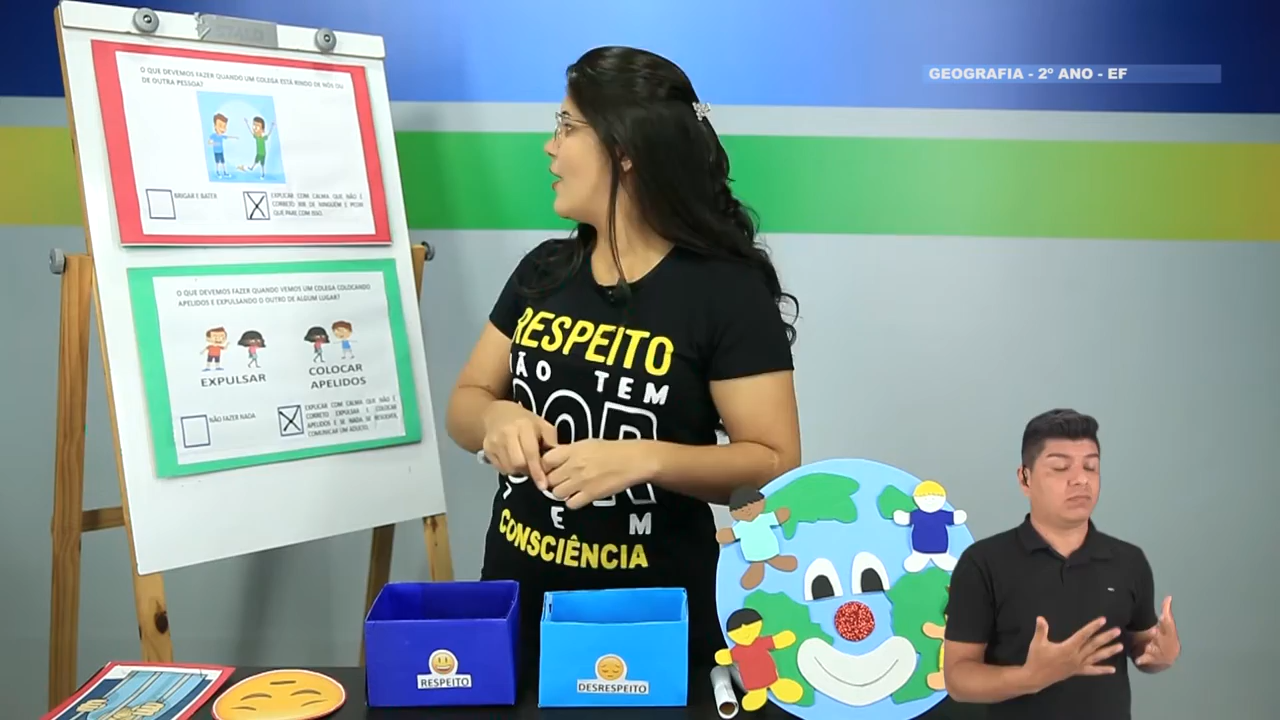 GEOGRAFIA - 2º ANO - EF
STALO
O QUE DEVEMOS FAZER QUANDO UM COLEGA ESTÁ RINDO DE NÓS OU
DE OUTRA PESSOA?
BRIGAR E BATER
EXPLICAR COM CALMA QUE NÃO É
CORRETO RIR DE NINGUÉM E PEDIR
QUE PARE COM ISSO.
O QUE DEVEMOS FAZER QUANDO VEMOS UM COLEGA COLOCANDO
APELIDOS E EXPULSANDO O OUTRO DE ALGUM LUGAR?
EXPULSAR
COLOCAR
APELIDOS
NÃO FAZER NADA
EXPLICAR COM CALMA QUE NÃO É
CORRETO EXPULSAR E COLOCAR
APELIDOS E SE NADA SE RESOLVER,
COMUNICAR UM ADULTO.
RESPEITO
NÃO TEM
COR
TEM
CONSCIÊNCIA
RESPEITO
DESRESPEITO